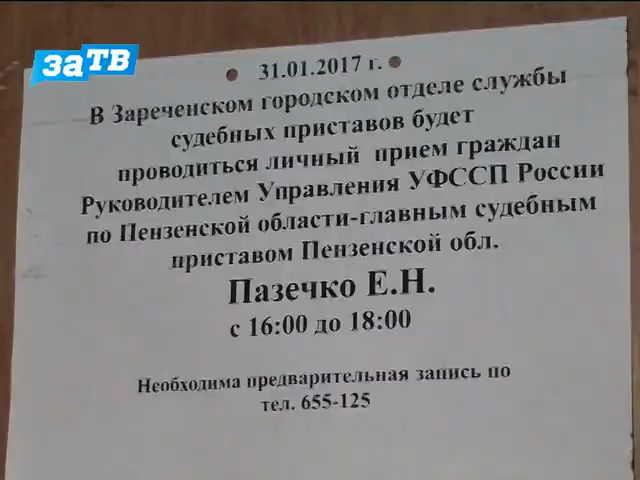 заТВ
31.01.2017 г.
В Зареченском городском отделе службы
судебных приставов будет
проводиться личный прием граждан
Руководителем Управления УФССП России
по Пензенской области-главным судебным
приставом Пензенской обл.
Пазечко Е.Н.
с 16:00 до 18:00
Необходима предварительная запись по
тел. 655-125